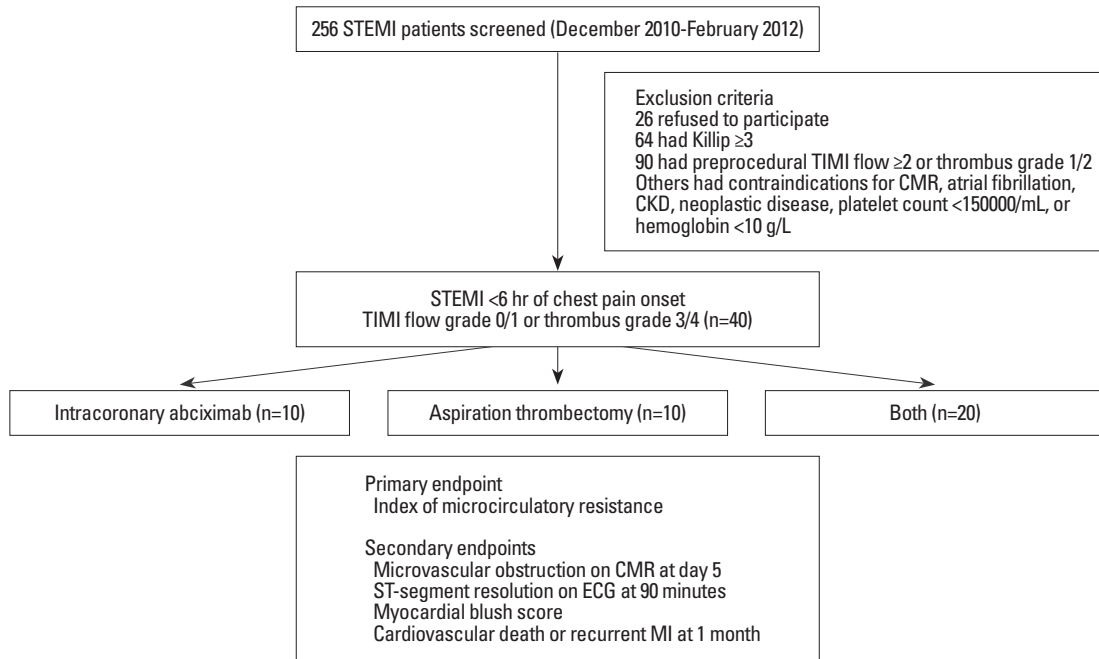 256 STEMI patients screened (December 2010-February 2012)
Exclusion criteria
26 refused to participate
64 had Killip ≥3
90 had preprocedural TIMI flow ≥2 or thrombus grade 1/2
Others had contraindications for CMR, atrial fibrillation,
CKD, neoplastic disease, platelet count <150000/mL, or
hemoglobin <10 g/L
STEMI <6 hr of chest pain onset
TIMI flow grade 0/1 or thrombus grade 3/4 (n=40)
Intracoronary abciximab (n=10)
Aspiration thrombectomy (n=10)
Both (n=20)
Primary endpoint
Index of microcirculatory resistance
Secondary endpoints
Microvascular obstruction on CMR at day 5
ST-segment resolution on ECG at 90 minutes
Myocardial blush score
Cardiovascular death or recurrent MI at 1 month